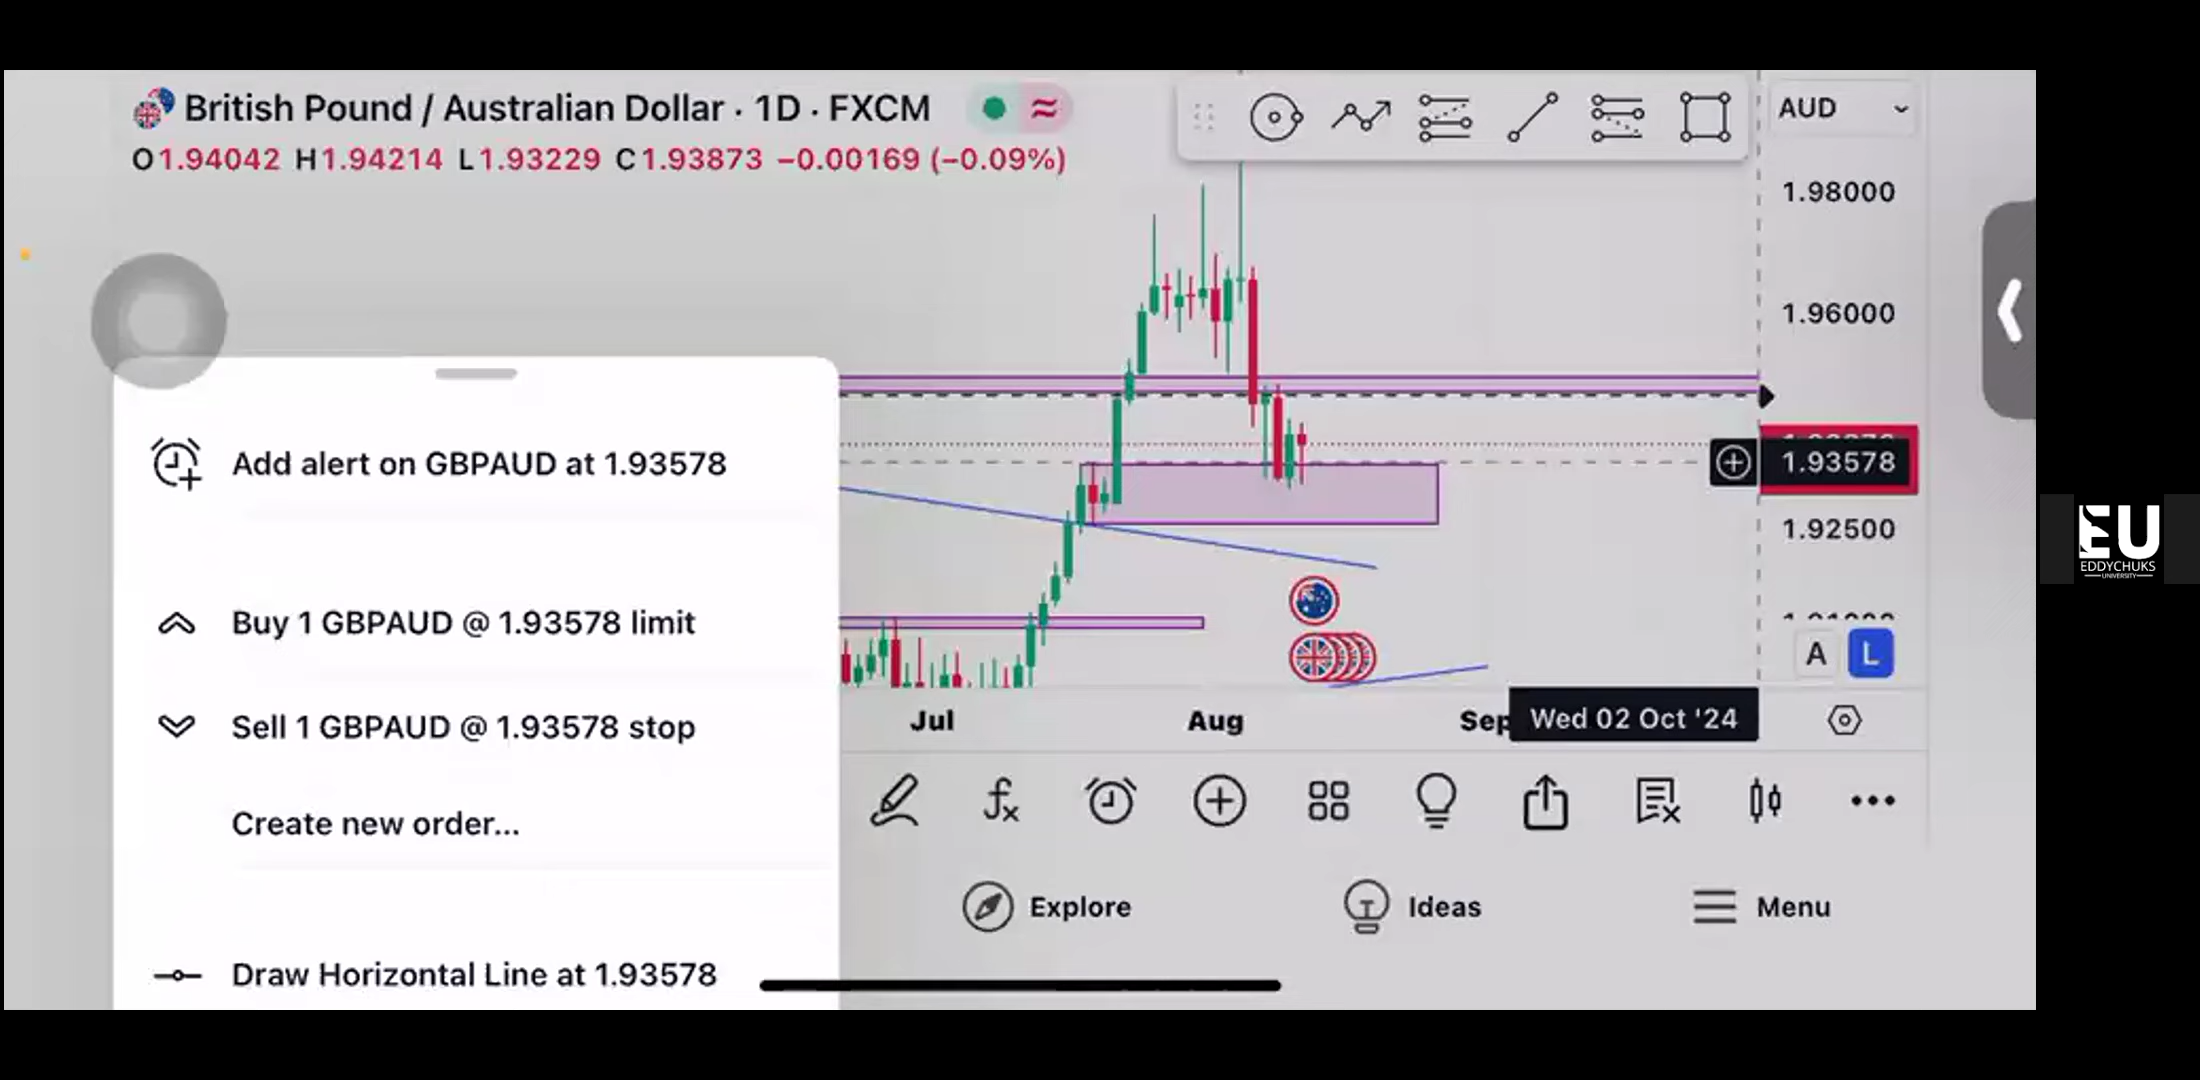 British Pound / Australian Dollar · 1D · FXCM
O1.94042 H1.94214 L1.93229 C1.93873 −0.00169 (−0.09%)
AUD
1.98000
1.96000
1.93578
1.92500
A L
Add alert on GBPAUD at 1.93578
Buy 1 GBPAUD @ 1.93578 limit
Sell 1 GBPAUD @ 1.93578 stop
Create new order...
Draw Horizontal Line at 1.93578
Jul Aug Sep Wed 02 Oct '24
Explore Ideas Menu
EU
EDDYCHUKS
UNIVERSITY